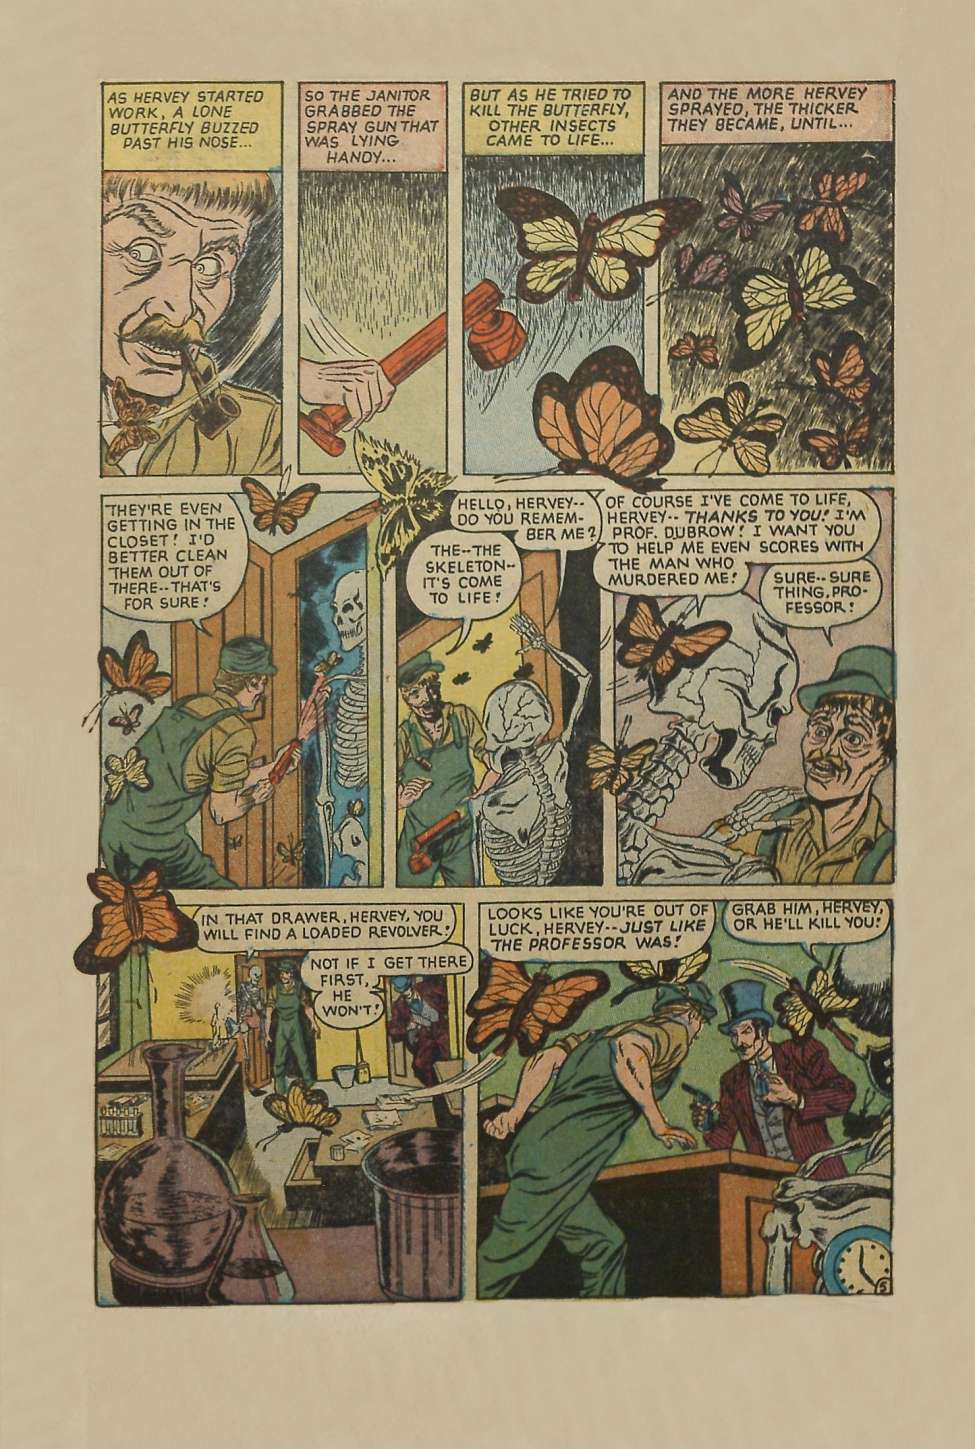 AS HERVEY STARTED
WORK, A LONE
BUTTERFLY BUZZED
PAST HIS NOSE...
SO THE JANITOR
GRABBED THE
SPRAY GUN THAT
WAS LYING
HANDY...
BUT AS HE TRIED TO
KILL THE BUTTERFLY,
OTHER INSECTS
CAME TO LIFE...
AND THE MORE HERVEY
SPRAYED, THE THICKER
THEY BECAME, UNTIL...
THEY'RE EVEN
GETTING IN THE
CLOSET! I'D
BETTER CLEAN
THEM OUT OF
THERE--THAT'S
FOR SURE!
HELLO, HERVEY--
DO YOU REMEM-
BER ME?
THE--THE
SKELETON--
IT'S COME
TO LIFE!
OF COURSE I'VE COME TO LIFE,
HERVEY-- THANKS TO YOU! I'M
PROF. DUBROW! I WANT YOU
TO HELP ME EVEN SCORES WITH
THE MAN WHO
MURDERED ME!
SURE--SURE
THING, PRO-
FESSOR!
IN THAT DRAWER, HERVEY, YOU
WILL FIND A LOADED REVOLVER!
NOT IF I GET THERE
FIRST,
HE
WON'T!
LOOKS LIKE YOU'RE OUT OF
LUCK, HERVEY--JUST LIKE
THE PROFESSOR WAS!
GRAB HIM, HERVEY,
OR HE'LL KILL YOU!
5